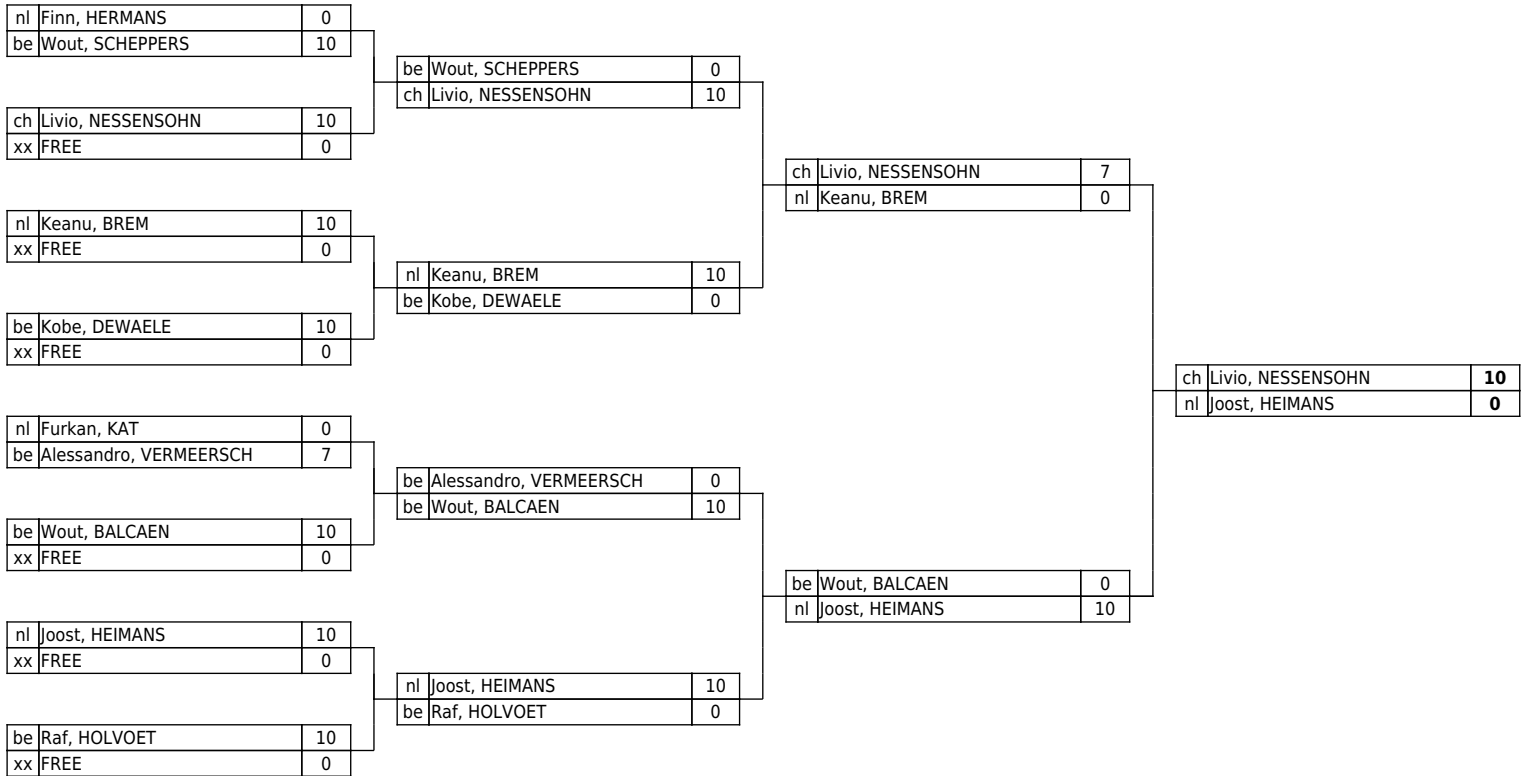 nl Finn, HERMANS 0
be Wout, SCHEPPERS 10
ch Livio, NESSENSOHN 10
xx FREE 0
nl Keanu, BREM 10
xx FREE 0
be Kobe, DEWAELE 10
xx FREE 0
nl Furkan, KAT 0
be Alessandro, VERMEERSCH 7
be Wout, BALCAEN 10
xx FREE 0
nl Joost, HEIMANS 10
xx FREE 0
be Raf, HOLVOET 10
xx FREE 0
be Wout, SCHEPPERS 0
ch Livio, NESSENSOHN 10
nl Keanu, BREM 10
be Kobe, DEWAELE 0
be Alessandro, VERMEERSCH 0
be Wout, BALCAEN 10
nl Joost, HEIMANS 10
be Raf, HOLVOET 0
ch Livio, NESSENSOHN 7
nl Keanu, BREM 0
be Wout, BALCAEN 0
nl Joost, HEIMANS 10
ch Livio, NESSENSOHN 10
nl Joost, HEIMANS 0